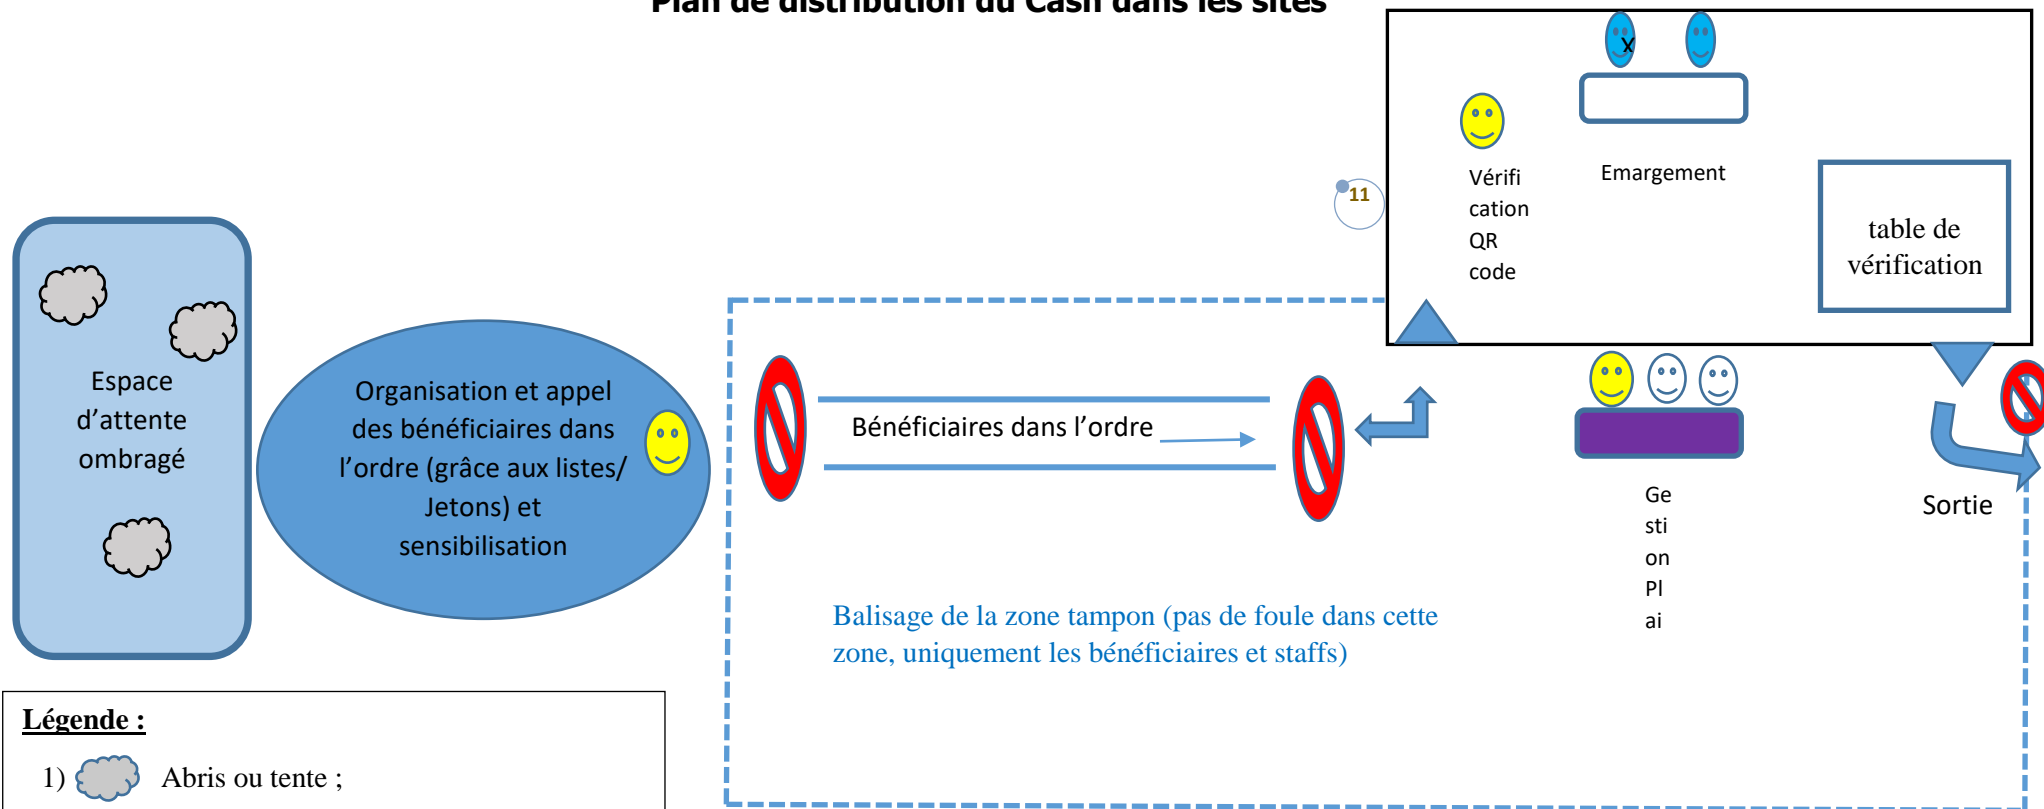 Plan de distribution du Cash dans les sites
x
Vérifi
cation
QR
code
Emargement
11
table de
vérification
Espace
d’attente
ombragé
Organisation et appel
des bénéficiaires dans
l’ordre (grâce aux listes/
Jetons) et
sensibilisation
Bénéficiaires dans l’ordre
Ge
sti
on
Pl
ai
Sortie
Balisage de la zone tampon (pas de foule dans cette
zone, uniquement les bénéficiaires et staffs)
Légende :
1) Abris ou tente ;